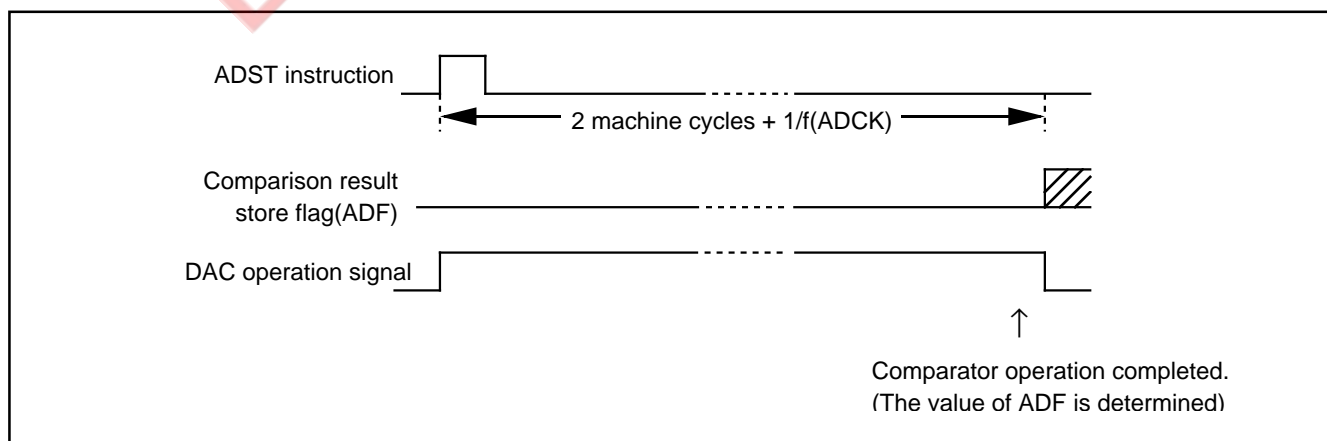 ADST instruction
2 machine cycles + 1/f(ADCK)
Comparison result
store flag(ADF)
DAC operation signal
↑
Comparator operation completed.
(The value of ADF is determined)